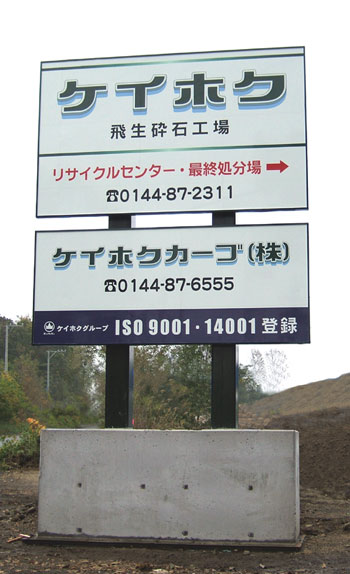 ケイホク
飛生砕石工場
リサイクルセンター・最終処分場➡
☎0144-87-2311
ケイホクカーゴ(株)
☎0144-87-6555
ケイホクグループ ISO 9001・14001 登録